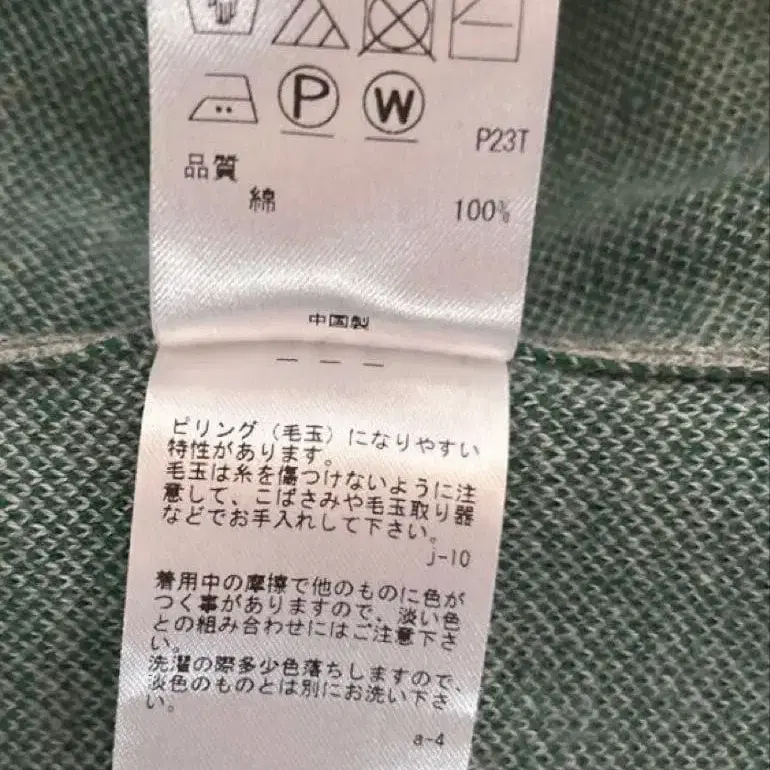 P W
P23T
品質
綿 100%
中国製
ピリング（毛玉）になりやすい
特性があります。
毛玉は糸を傷つけないように注
意して、こばさみや毛玉取り器
などでお手入れして下さい。
J-10
着用中の摩擦で他のものに色が
つく事がありますので、淡い色
との組み合わせにはご注意下さ
い。
洗濯の際多少色落ちしますので、
淡色のものとは別にお洗い下さ
い。
a-4